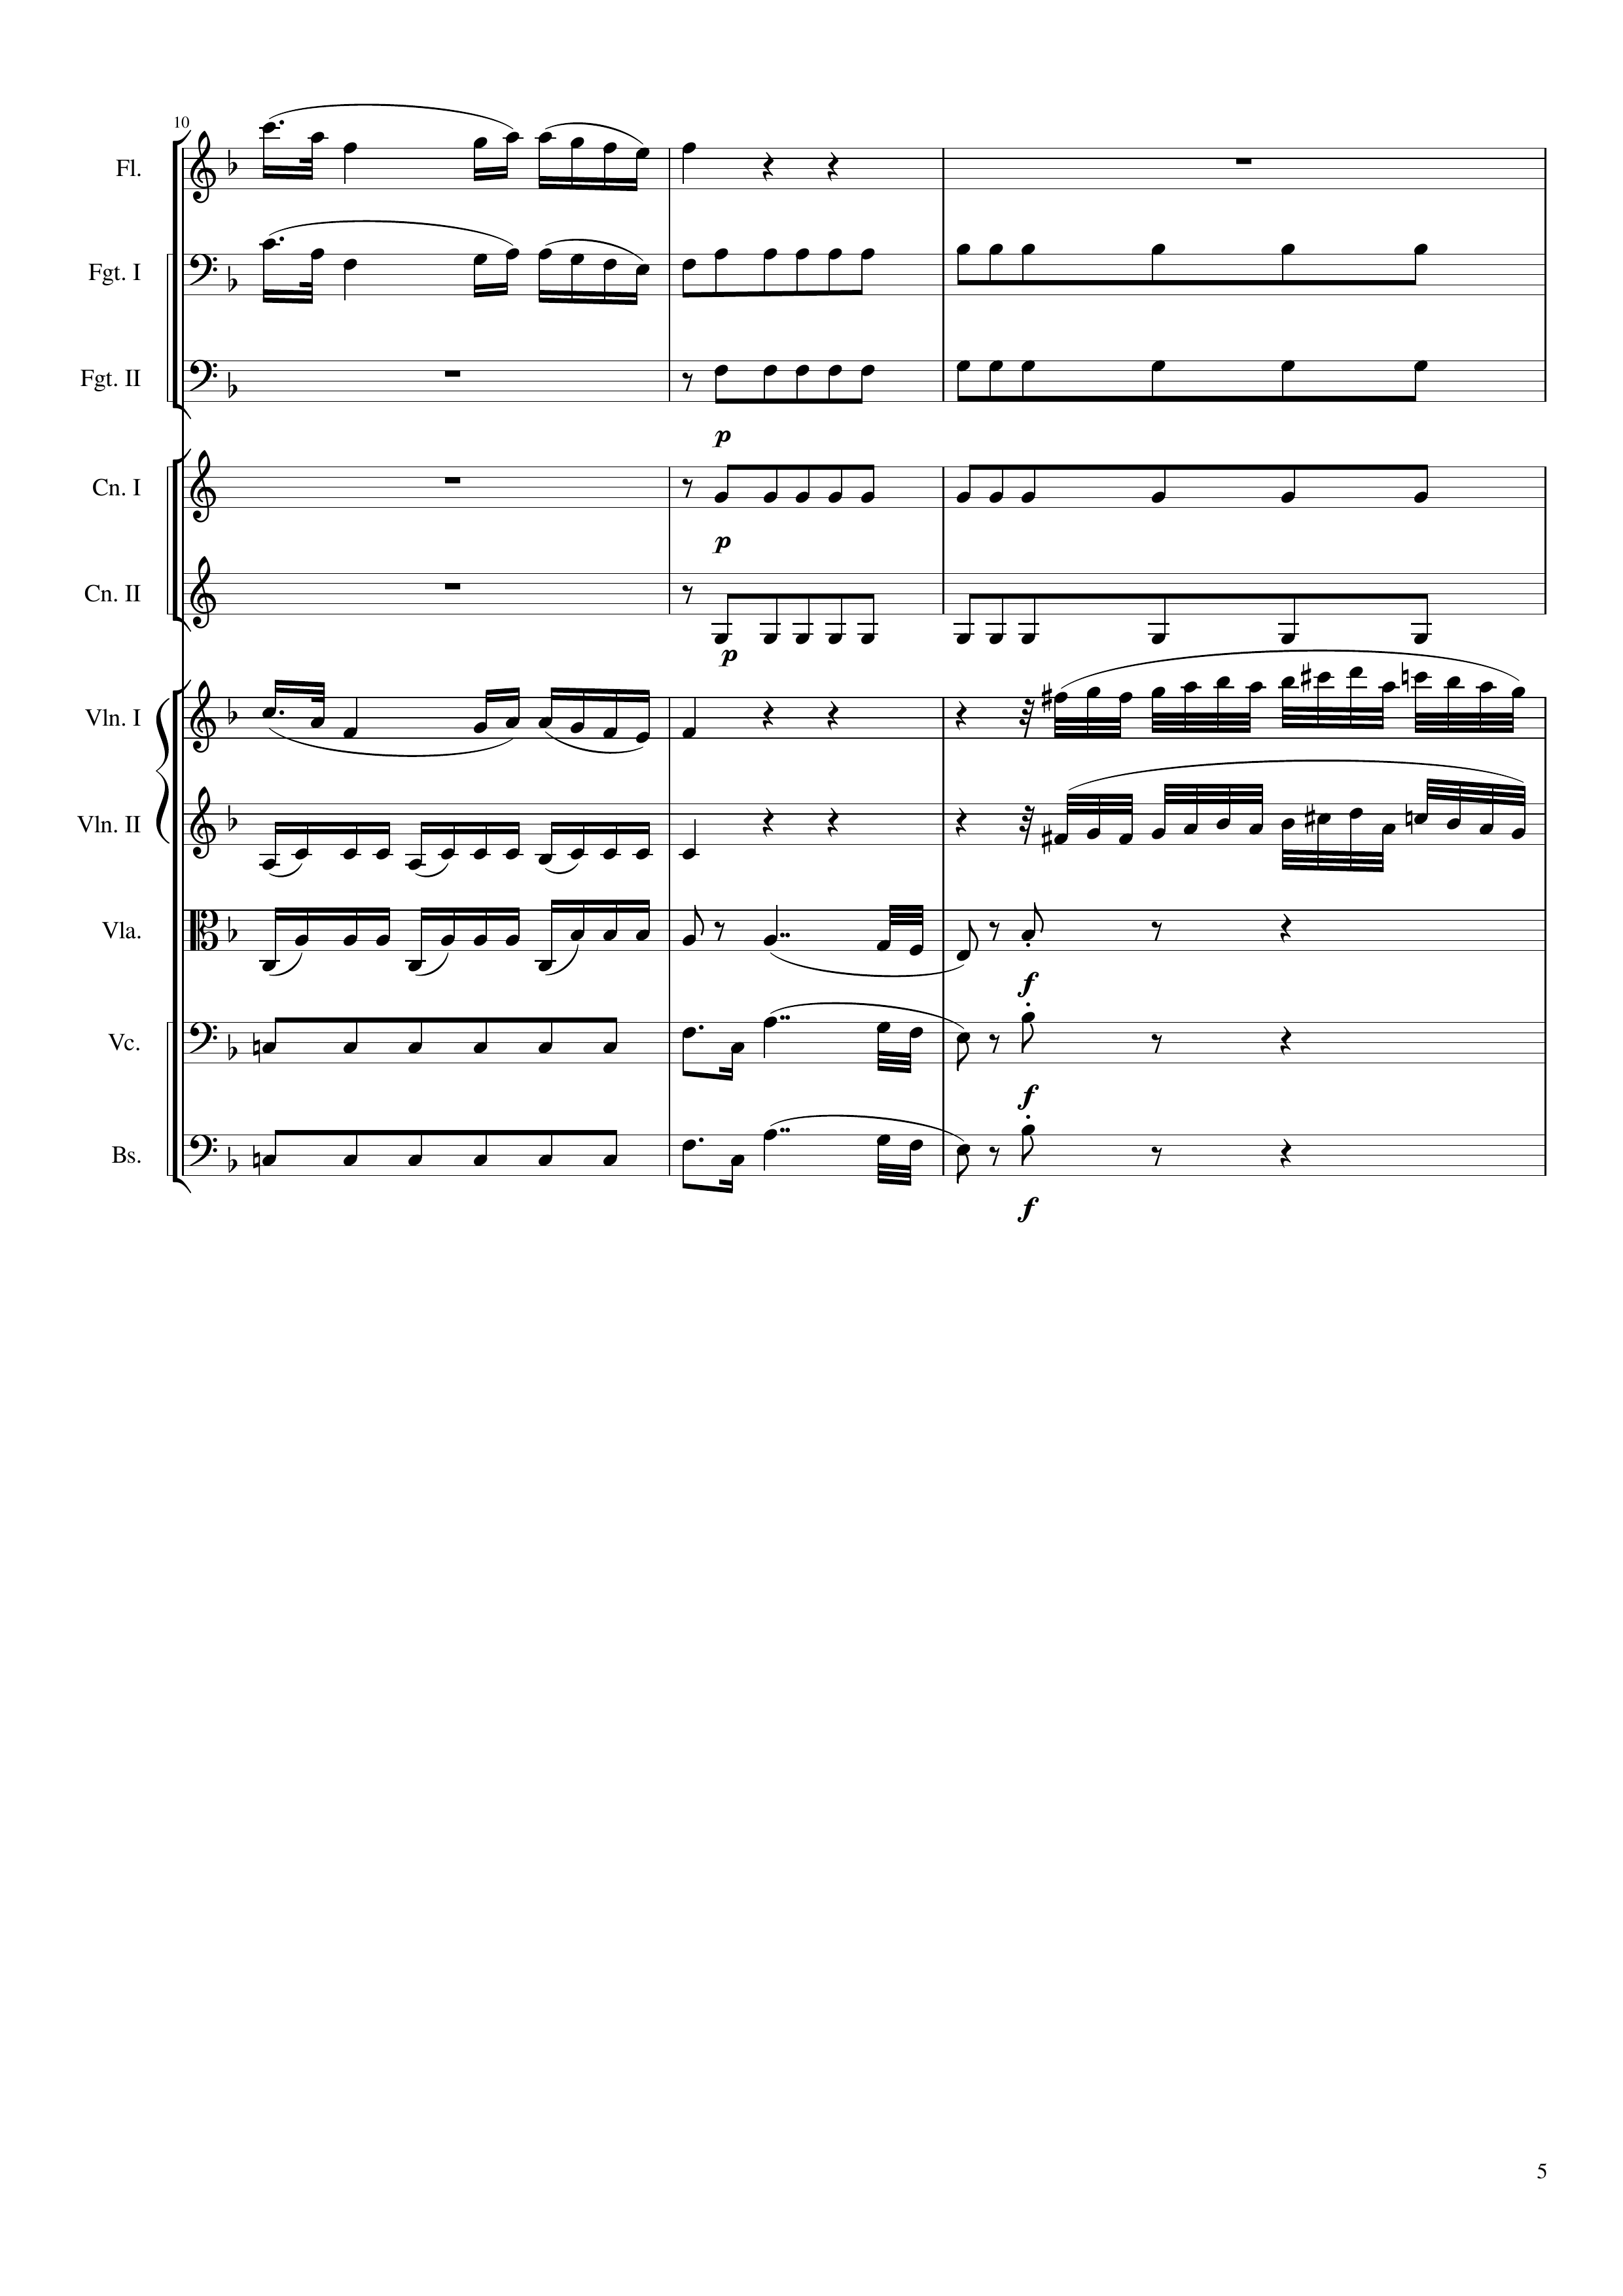 10
Fl.
Fgt. I
Fgt. II
p
Cn. I
p
Cn. II
p
Vln. I
Vln. II
Vla.
f
Vc.
f
Bs.
f
5